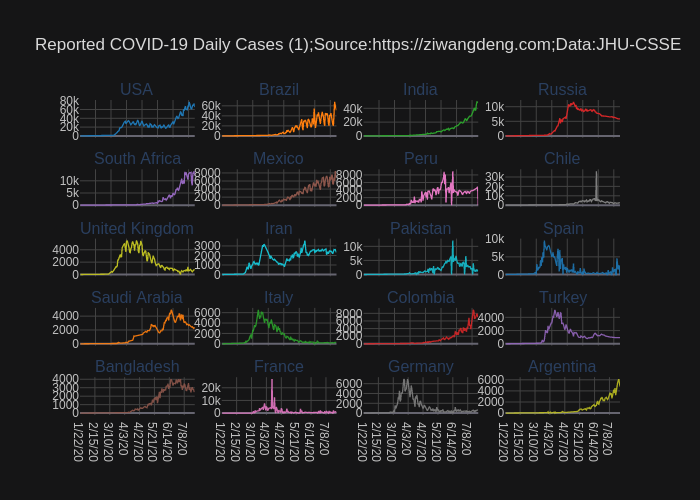 Reported COVID-19 Daily Cases (1);Source:https://ziwangdeng.com;Data:JHU-CSSE
USA Brazil India Russia
80k
60k
40k
20k
0
60k
40k
20k
0
40k
20k
0
10k
5k
0
South Africa Mexico Peru Chile
10k
5k
0
8000
6000
4000
2000
0
8000
6000
4000
2000
0
30k
20k
10k
0
United Kingdom Iran Pakistan Spain
4000
2000
0
3000
2000
1000
0
10k
5k
0
10k
5k
0
Saudi Arabia Italy Colombia Turkey
4000
2000
0
6000
4000
2000
0
8000
6000
4000
2000
0
4000
2000
0
Bangladesh France Germany Argentina
4000
3000
2000
1000
0
20k
10k
0
6000
4000
2000
0
6000
4000
2000
0
1/22/20 2/15/20 3/10/20 4/3/20 4/27/20 5/21/20 6/14/20 7/8/20
1/22/20 2/15/20 3/10/20 4/3/20 4/27/20 5/21/20 6/14/20 7/8/20
1/22/20 2/15/20 3/10/20 4/3/20 4/27/20 5/21/20 6/14/20 7/8/20
1/22/20 2/15/20 3/10/20 4/3/20 4/27/20 5/21/20 6/14/20 7/8/20